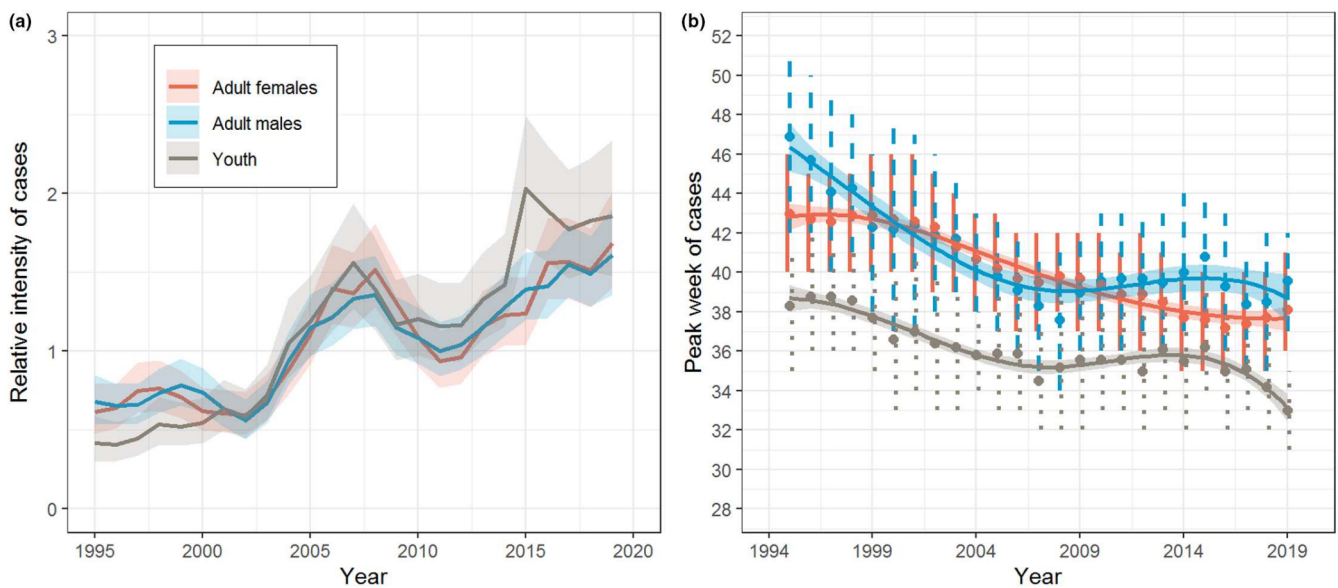 (a)
Relative intensity of cases
3
2
1
0
Adult females
Adult males
Youth
1995 2000 2005 2010 2015 2020
Year
(b)
Peak week of cases
52
50
48
46
44
42
40
38
36
34
32
30
28
1994 1999 2004 2009 2014 2019
Year